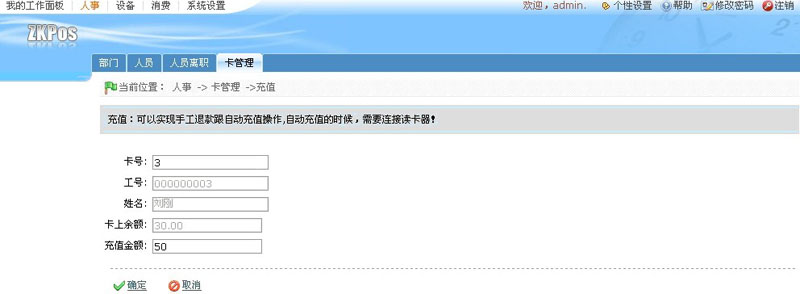 我的工作面板 人事 设备 消费 系统设置 欢迎, admin. 个性设置 帮助 修改密码 注销
ZKPos
部门 人员 人员离职 卡管理
当前位置： 人事 -> 卡管理 ->充值
充值：可以实现手工退款跟自动充值操作,自动充值的时候，需要连接读卡器!
卡号: 3
工号: 000000003
姓名: 刘刚
卡上余额: 30.00
充值金额: 50
确定 取消